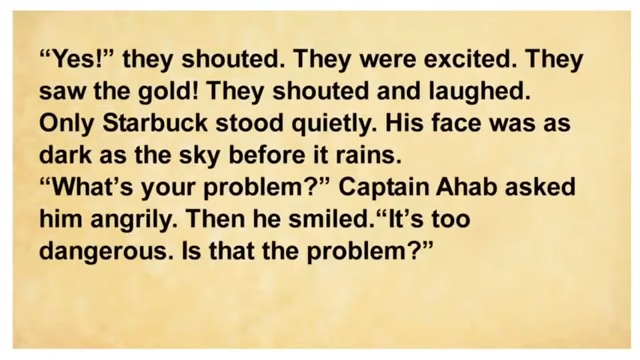 “Yes!” they shouted. They were excited. They
saw the gold! They shouted and laughed.
Only Starbuck stood quietly. His face was as
dark as the sky before it rains.
“What’s your problem?” Captain Ahab asked
him angrily. Then he smiled.“It’s too
dangerous. Is that the problem?”